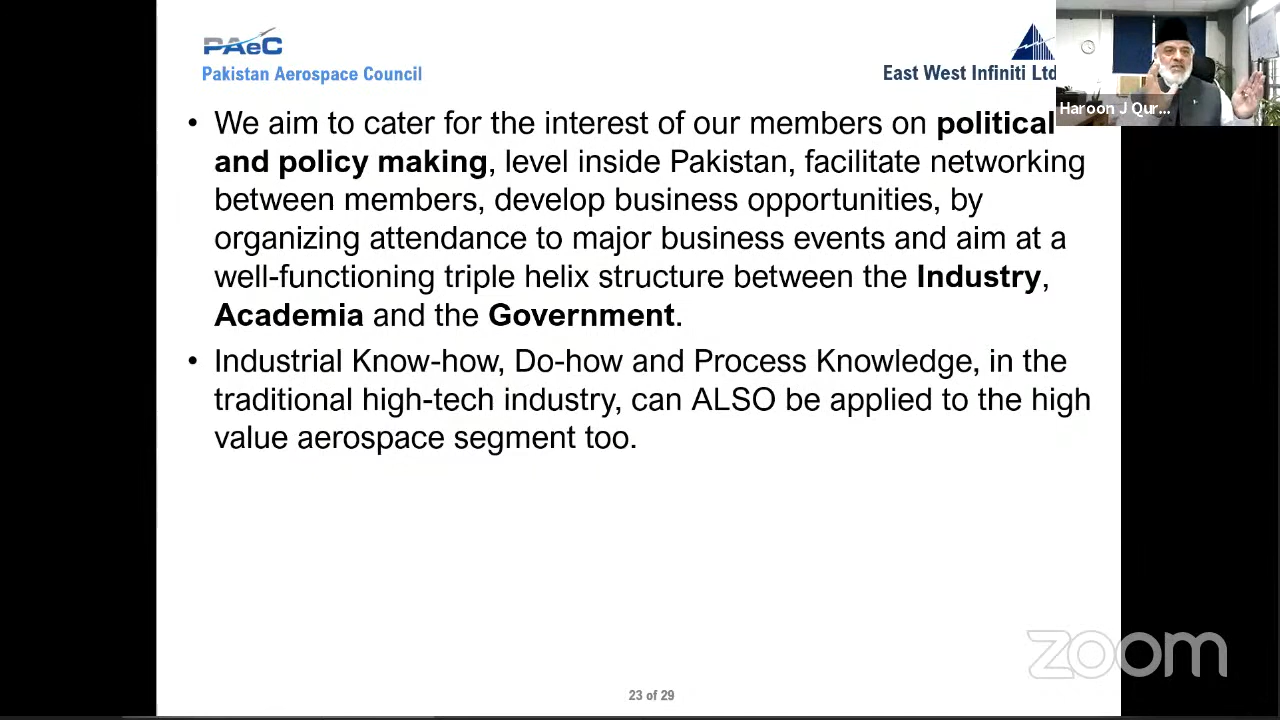 PAeC
Pakistan Aerospace Council
East West Infiniti Ltd
Haroon J Qur...
• We aim to cater for the interest of our members on political
and policy making, level inside Pakistan, facilitate networking
between members, develop business opportunities, by
organizing attendance to major business events and aim at a
well-functioning triple helix structure between the Industry,
Academia and the Government.
• Industrial Know-how, Do-how and Process Knowledge, in the
traditional high-tech industry, can ALSO be applied to the high
value aerospace segment too.
zoom
23 of 29